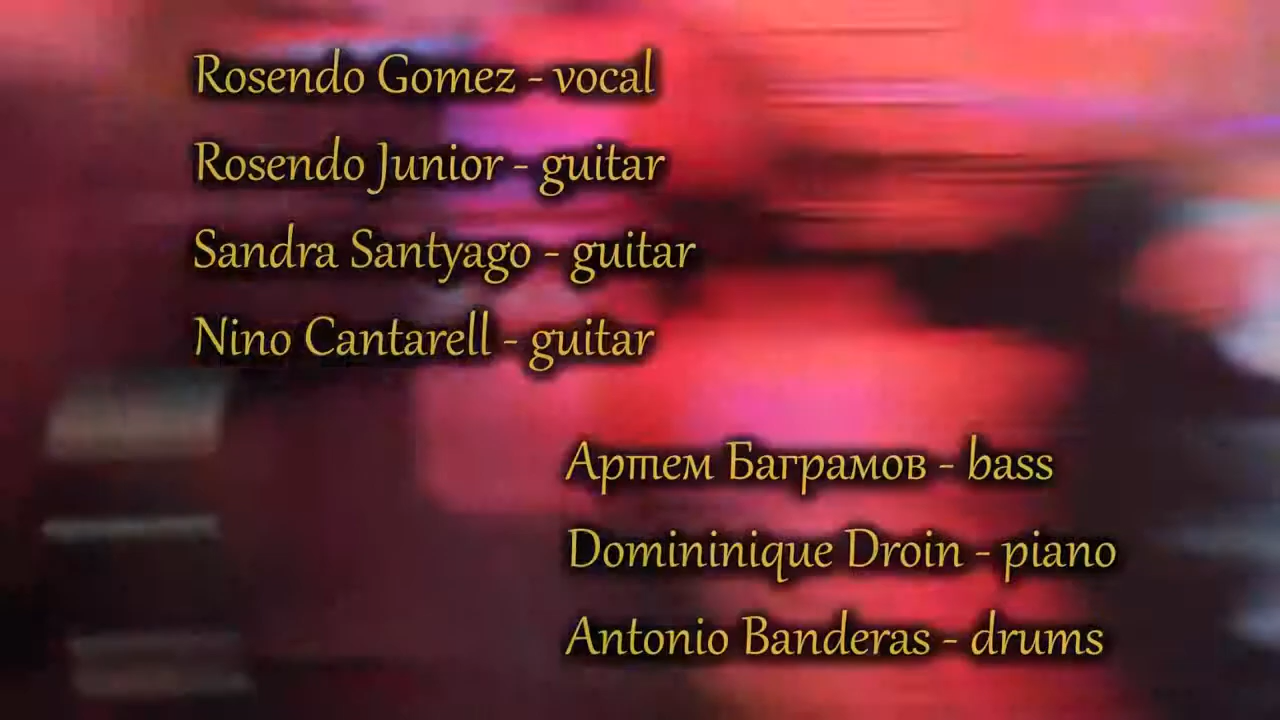 Rosendo Gomez - vocal
Rosendo Junior - guitar
Sandra Santyago - guitar
Nino Cantarell - guitar
Артем Баграмов - bass
Domininique Droin - piano
Antonio Banderas - drums